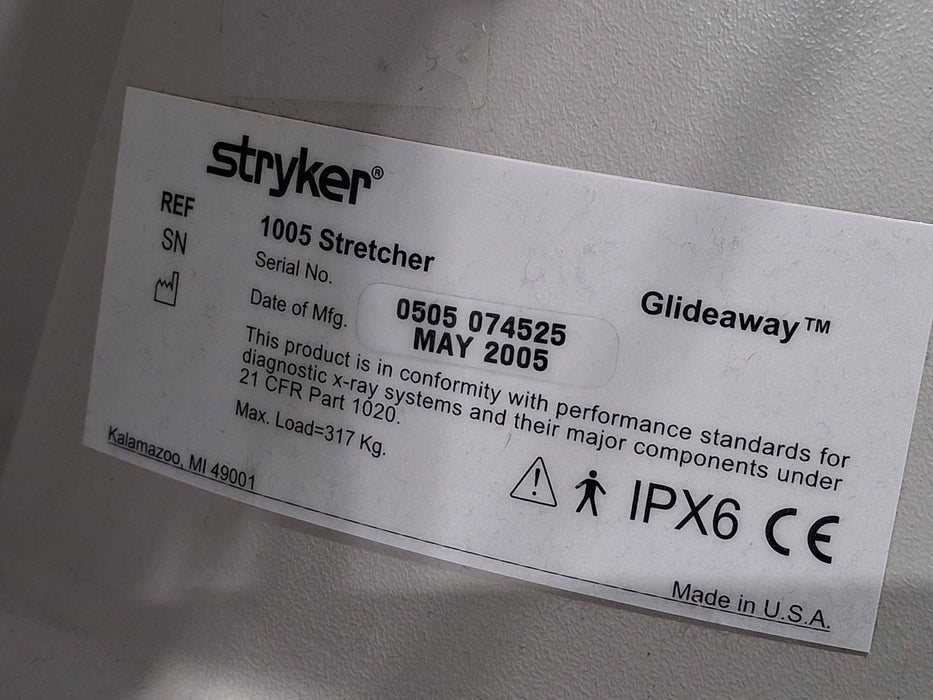 stryker®
REF 1005 Stretcher
SN Serial No. 0505 074525
Date of Mfg. MAY 2005
Glideaway™
This product is in conformity with performance standards for
diagnostic x-ray systems and their major components under
21 CFR Part 1020.
Max. Load=317 Kg.
IPX6 CE
Kalamazoo, MI 49001
Made in U.S.A.